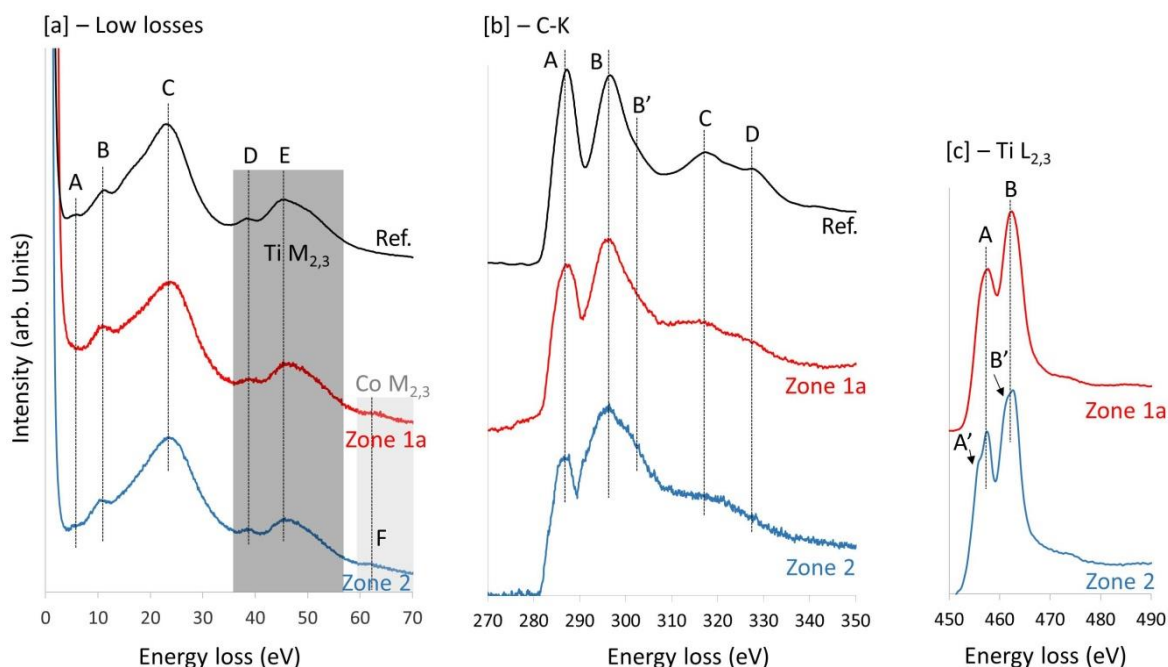 [a] – Low losses
A
B
C
D
E
Ti M2,3
Ref.
Co M2,3
Zone 1a
F
Zone 2
Intensity (arb. Units)
0 10 20 30 40 50 60 70
Energy loss (eV)
[b] – C-K
A
B
B’
C
D
Ref.
Zone 1a
Zone 2
270 280 290 300 310 320 330 340 350
Energy loss (eV)
[c] – Ti L2,3
B
A
B’
Zone 1a
A’
Zone 2
450 460 470 480 490
Energy loss (eV)